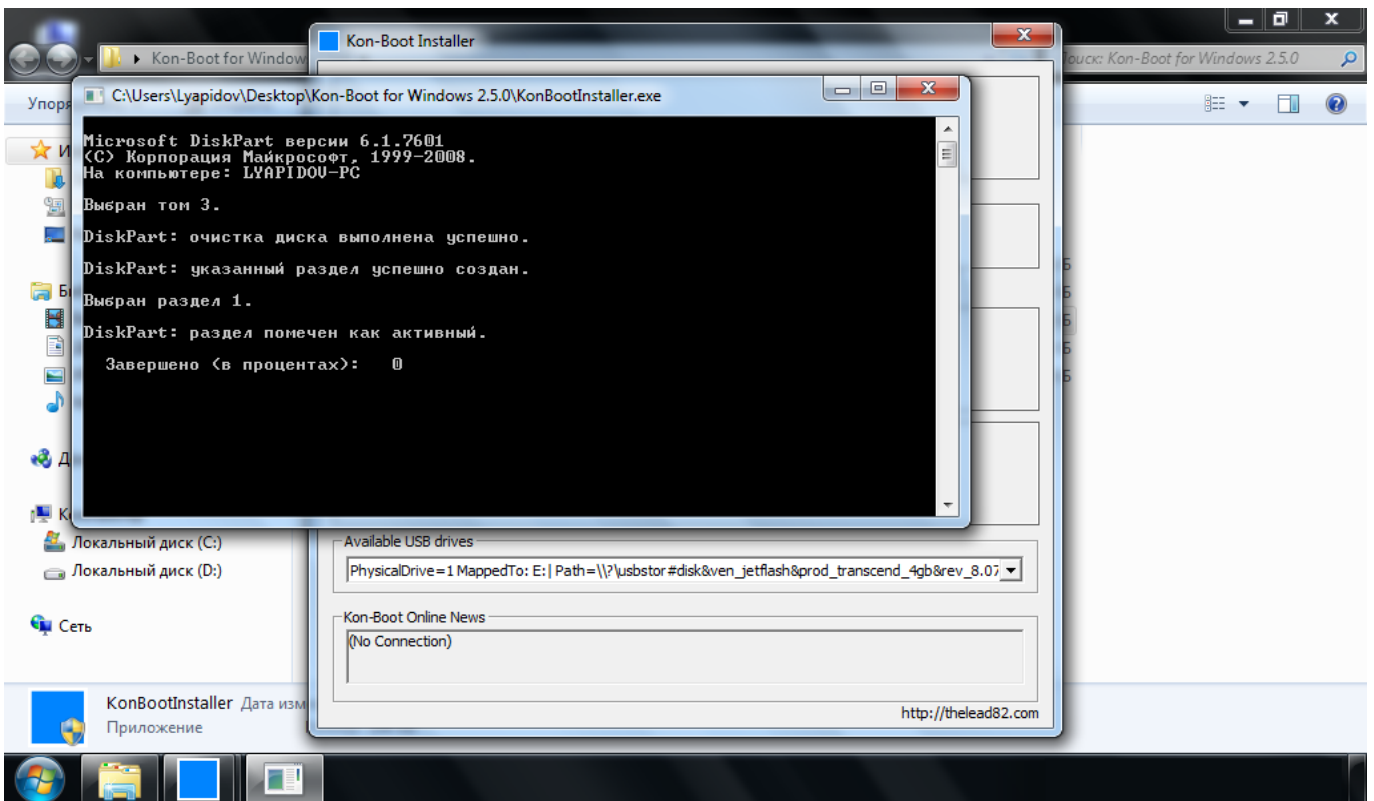 Kon-Boot Installer
Kon-Boot for Window
Поиск: Kon-Boot for Windows 2.5.0
C:\Users\Lyapidov\Desktop\Kon-Boot for Windows 2.5.0\KonBootInstaller.exe
Microsoft DiskPart версии 6.1.7601
(C) Корпорация Майкрософт, 1999-2008.
На компьютере: LYAPIDOV-PC
Выбран том 3.
DiskPart: очистка диска выполнена успешно.
DiskPart: указанный раздел успешно создан.
Выбран раздел 1.
DiskPart: раздел помечен как активный.
Завершено (в процентах): 0
Локальный диск (C:)
Локальный диск (D:)
Сеть
Available USB drives
PhysicalDrive=1 MappedTo: E: | Path=\\?\usbstor#disk&ven_jetflash&prod_transcend_4gb&rev_8.07
Kon-Boot Online News
(No Connection)
http://thelead82.com
KonBootInstaller Дата изм
Приложение